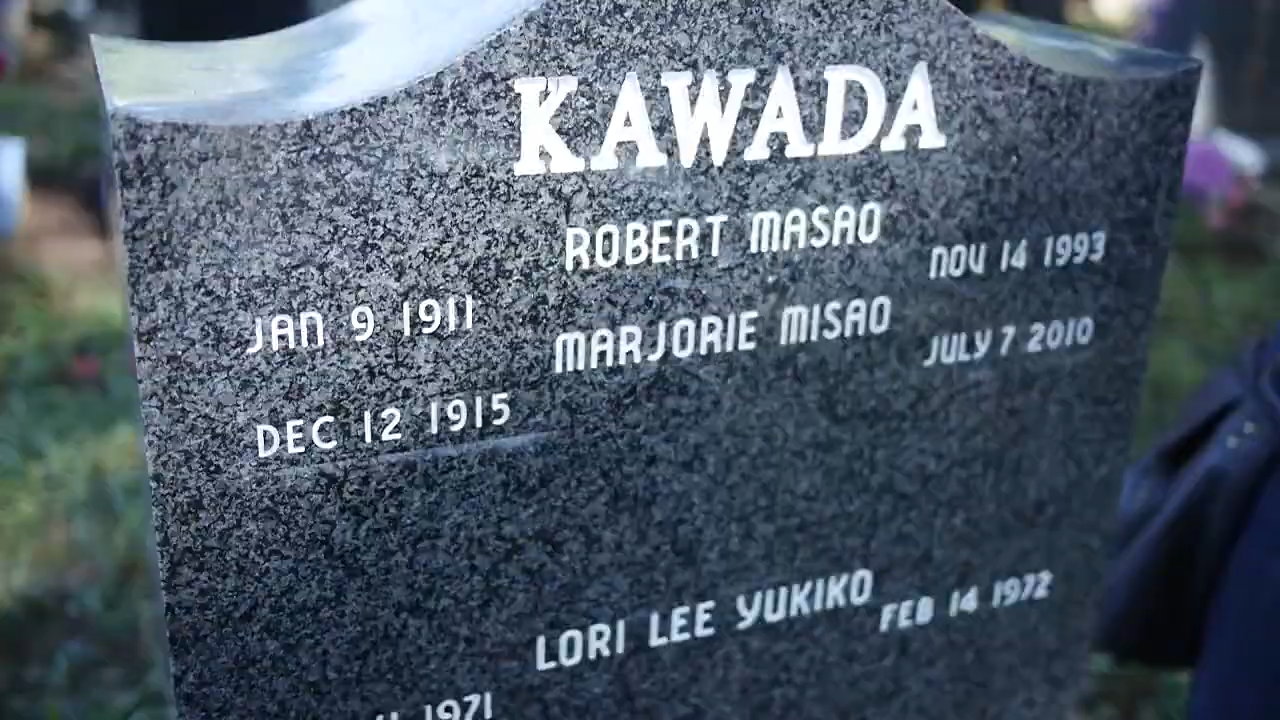 KAWADA
ROBERT MASAO
JAN 9 1911 NOV 14 1993
MARJORIE MISAO
DEC 12 1915 JULY 7 2010
LORI LEE YUKIKO
1971 FEB 14 1972